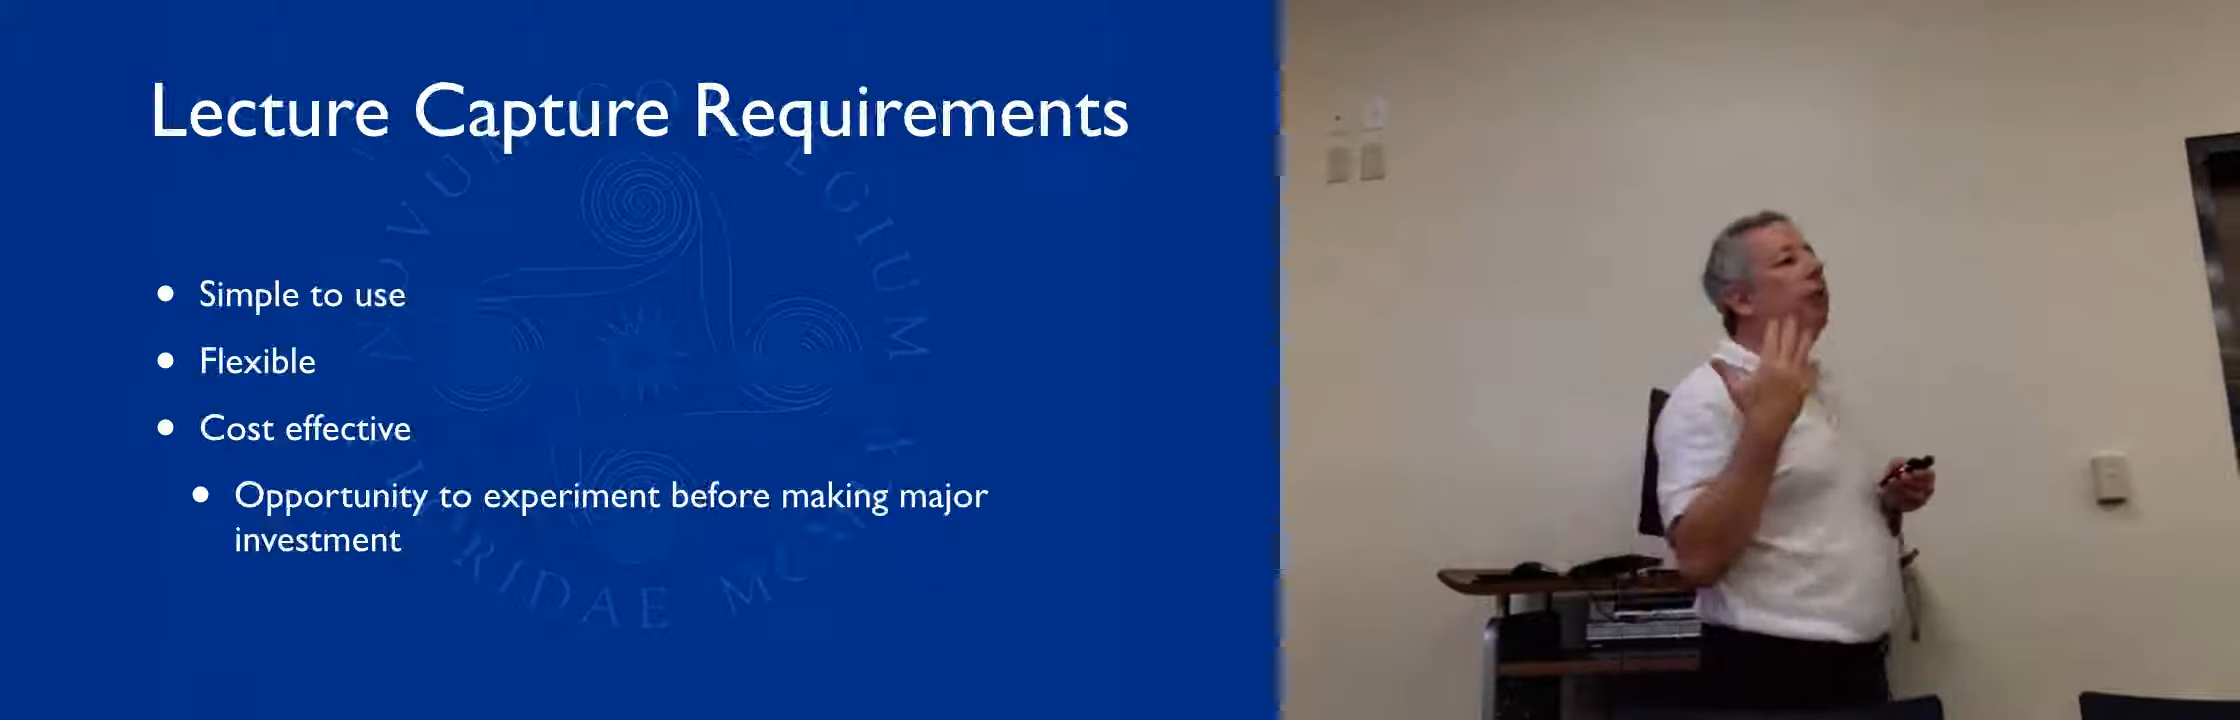 Lecture Capture Requirements
• Simple to use
• Flexible
• Cost effective
• Opportunity to experiment before making major
investment